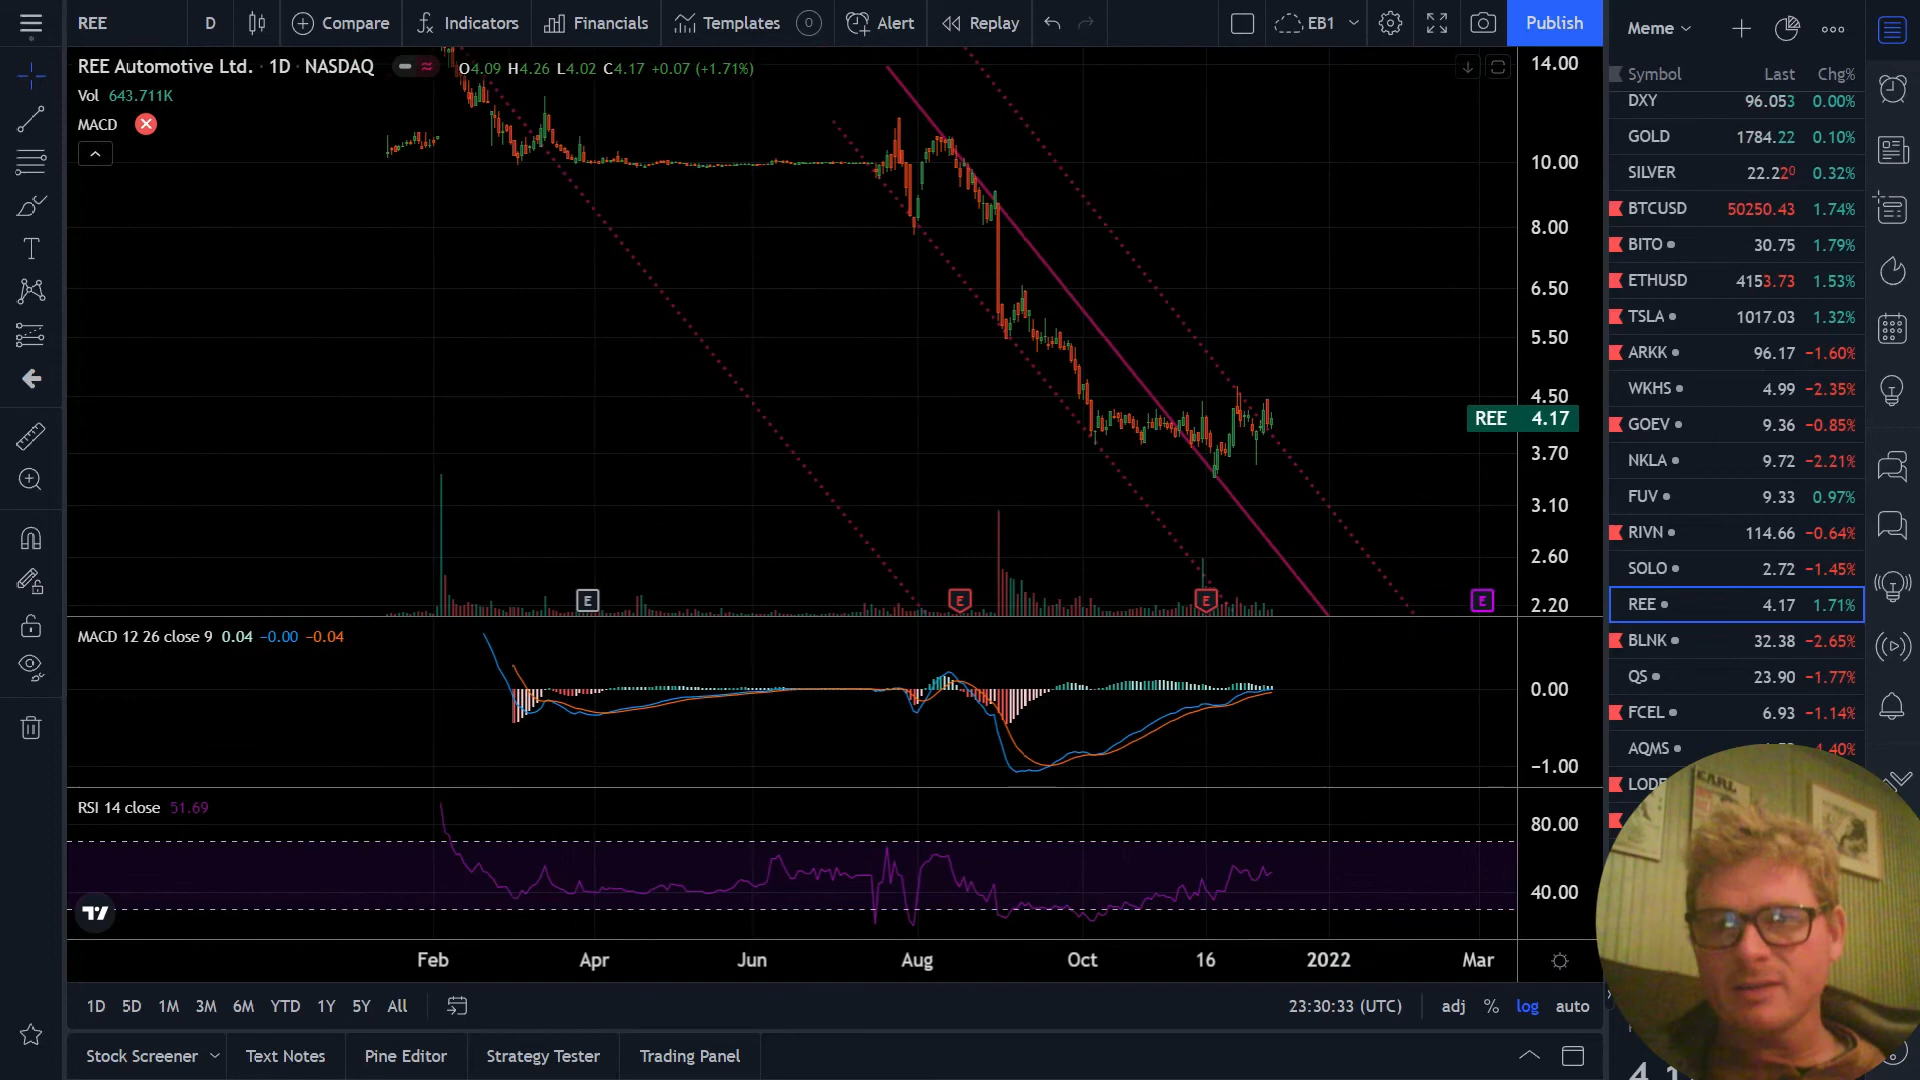 REE D Compare Indicators Financials Templates Alert Replay EB1 Publish
REE Automotive Ltd. · 1D · NASDAQ O4.09 H4.26 L4.02 C4.17 +0.07 (+1.71%)
Vol 643.711K
MACD
14.00
10.00
8.00
6.50
5.50
4.50
REE 4.17
3.70
3.10
2.60
2.20
E E E E
MACD 12 26 close 9 0.04 −0.00 −0.04
0.00
−1.00
RSI 14 close 51.69
80.00
40.00
Feb Apr Jun Aug Oct 16 2022 Mar
1D 5D 1M 3M 6M YTD 1Y 5Y All 23:30:33 (UTC) adj % log auto
Stock Screener Text Notes Pine Editor Strategy Tester Trading Panel
Meme
Symbol Last Chg%
DXY 96.053 0.00%
GOLD 1784.22 0.10%
SILVER 22.220 0.32%
BTCUSD 50250.43 1.74%
BITO 30.75 1.79%
ETHUSD 4153.73 1.53%
TSLA 1017.03 1.32%
ARKK 96.17 −1.60%
WKHS 4.99 −2.35%
GOEV 9.36 −0.85%
NKLA 9.72 −2.21%
FUV 9.33 0.97%
RIVN 114.66 −0.64%
SOLO 2.72 −1.45%
REE 4.17 1.71%
BLNK 32.38 −2.65%
QS 23.90 −1.77%
FCEL 6.93 −1.14%
AQMS